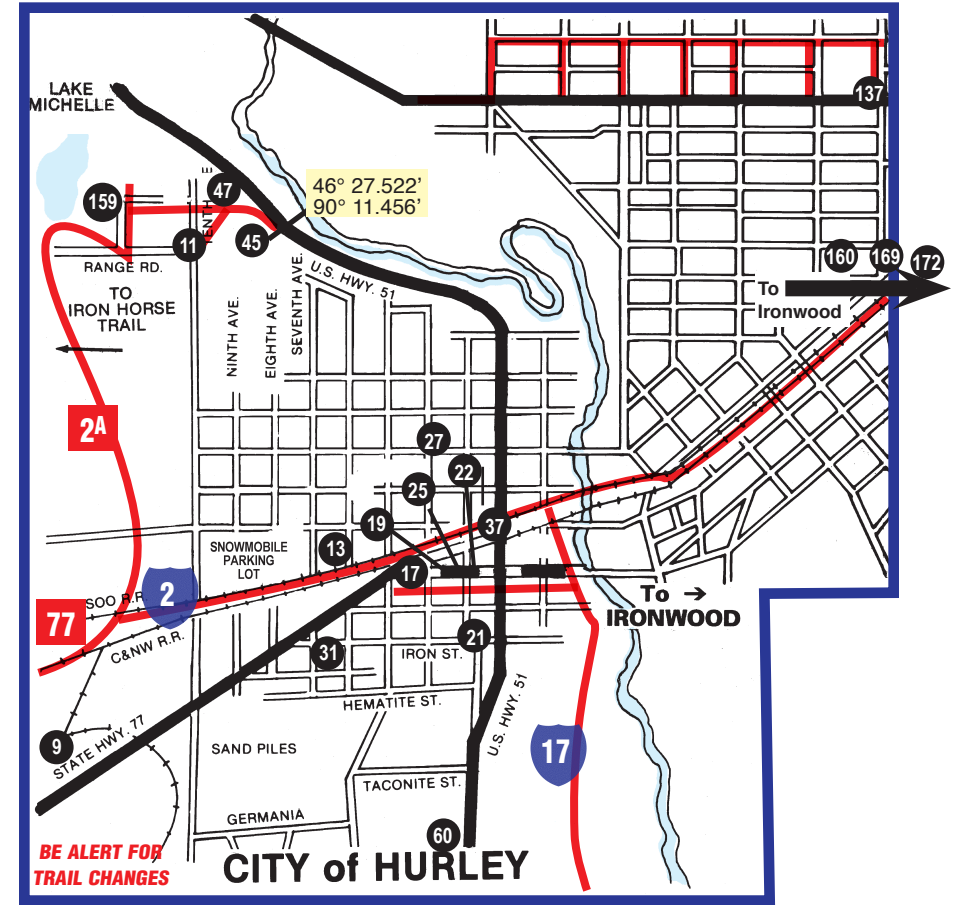 LAKE
MICHELLE
137
159
47
46° 27.522’
90° 11.456’
11
45
RANGE RD.
U.S. HWY. 51
160
169
172
To
Ironwood
TO
IRON HORSE
TRAIL
NINTH AVE.
EIGHTH AVE.
SEVENTH AVE.
2A
27
22
25
19
37
13
17
SNOWMOBILE
PARKING
LOT
2
SOO R.R.
77
C&NW R.R.
To →
IRONWOOD
21
31
IRON ST.
HEMATITE ST.
U.S. HWY. 51
9
STATE HWY. 77
SAND PILES
17
TACONITE ST.
GERMANIA
60
BE ALERT FOR
TRAIL CHANGES
CITY of HURLEY